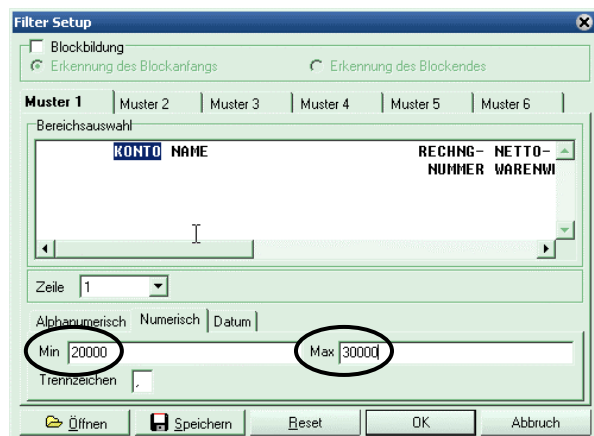 Filter Setup
Blockbildung
Erkennung des Blockanfangs Erkennung des Blockendes
Muster 1 Muster 2 Muster 3 Muster 4 Muster 5 Muster 6
Bereichsauswahl
KONTO NAME RECHNG- NETTO-
NUMMER WARENWI
Zeile 1
Alphanumerisch Numerisch Datum
Min 20000 Max 30000
Trennzeichen ,
Öffnen Speichern Reset OK Abbruch